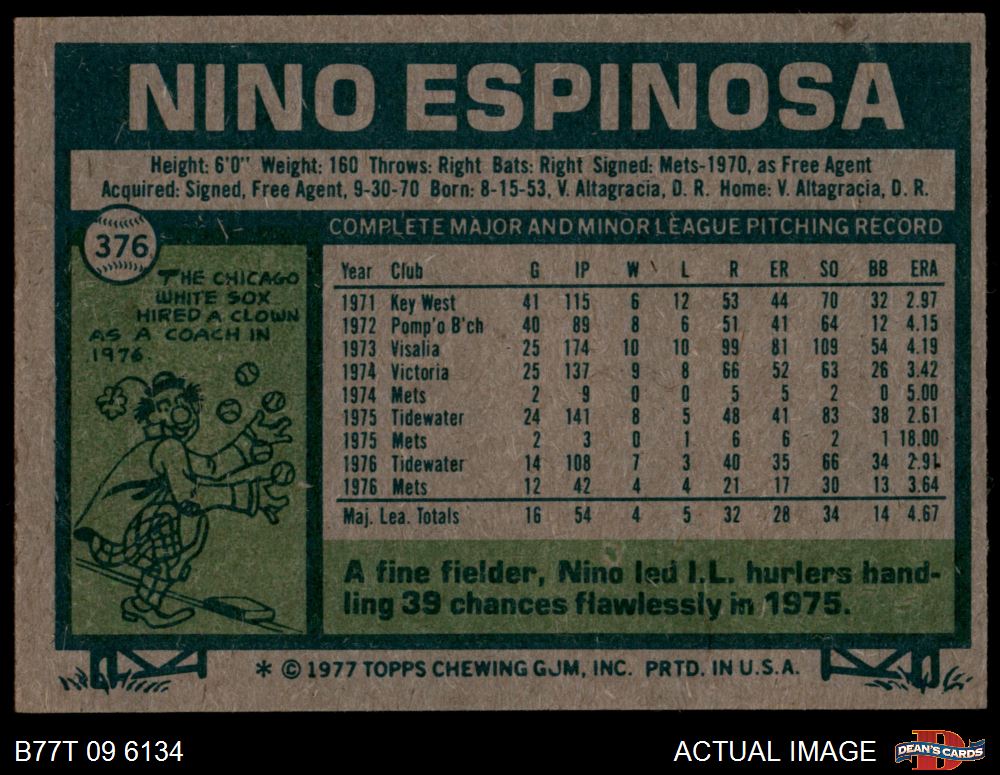 NINO ESPINOSA
Height: 6'0" Weight: 160 Throws: Right Bats: Right Signed: Mets-1970, as Free Agent
Acquired: Signed, Free Agent, 9-30-70 Born: 8-15-53, V. Altagracia, D. R. Home: V. Altagracia, D. R.
376
THE CHICAGO
WHITE SOX
HIRED A CLOWN
AS A COACH IN
1976.
COMPLETE MAJOR AND MINOR LEAGUE PITCHING RECORD
Year Club G IP W L R ER SO BB ERA
1971 Key West 41 115 6 12 53 44 70 32 2.97
1972 Pomp'o B'ch 40 89 8 6 51 41 64 12 4.15
1973 Visalia 25 174 10 10 99 81 109 54 4.19
1974 Victoria 25 137 9 8 66 52 63 26 3.42
1974 Mets 2 9 0 0 5 5 2 0 5.00
1975 Tidewater 24 141 8 5 48 41 83 38 2.61
1975 Mets 2 3 0 1 6 6 2 1 18.00
1976 Tidewater 14 108 7 3 40 35 66 34 2.91
1976 Mets 12 42 4 4 21 17 30 13 3.64
Maj. Lea. Totals 16 54 4 5 32 28 34 14 4.67
A fine fielder, Nino led I.L. hurlers hand-
ling 39 chances flawlessly in 1975.
* © 1977 TOPPS CHEWING GUM, INC. PRTD. IN U.S.A.
B77T 09 6134
ACTUAL IMAGE
DEAN'S CARDS